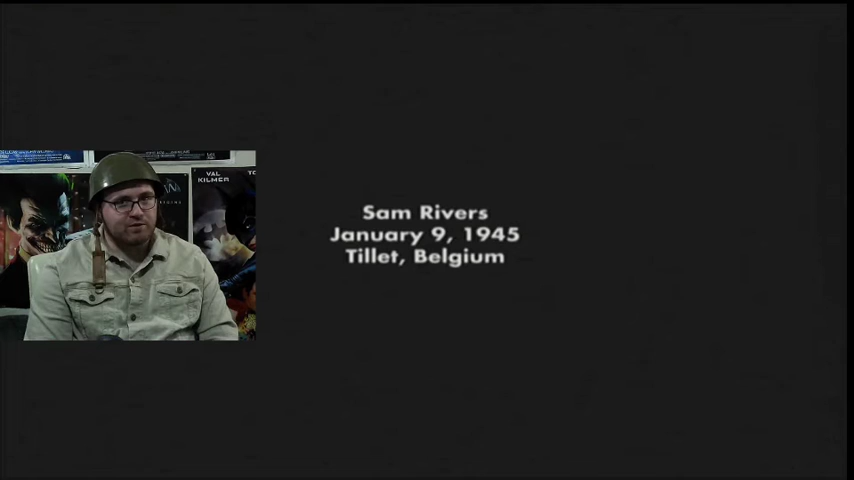 VAL
KILMER
Sam Rivers
January 9, 1945
Tillet, Belgium